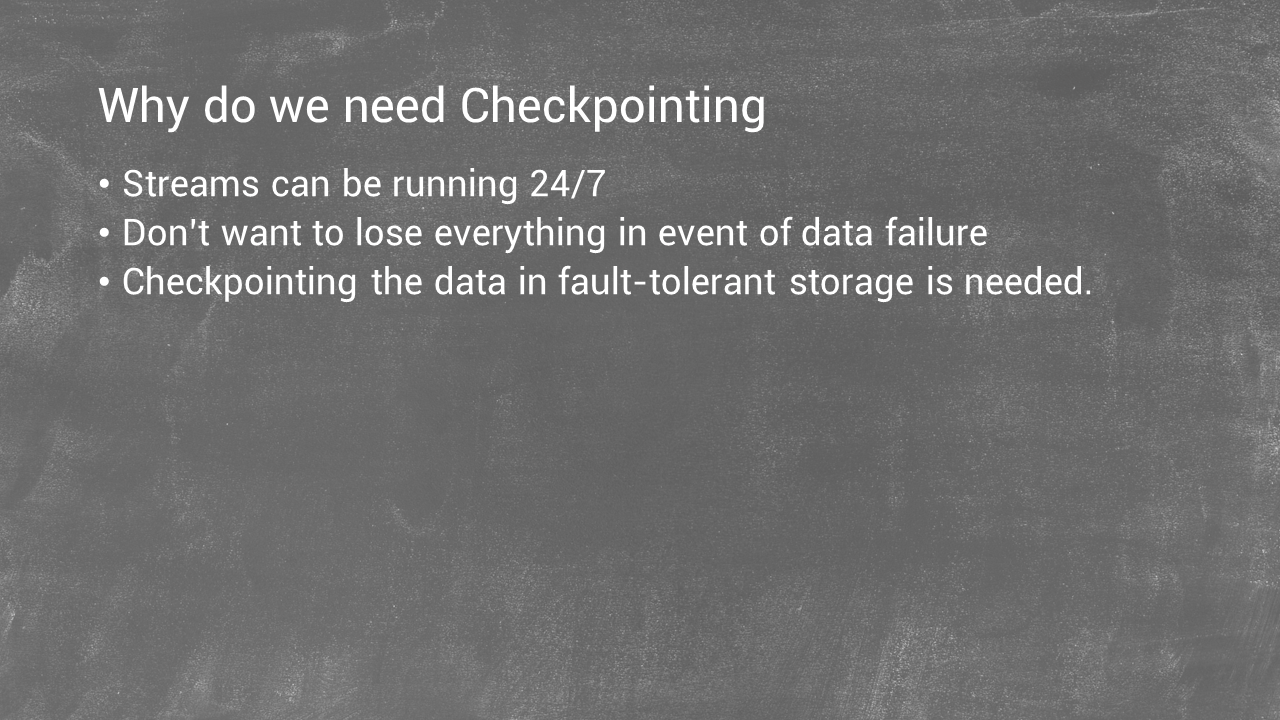 Why do we need Checkpointing
• Streams can be running 24/7
• Don't want to lose everything in event of data failure
• Checkpointing the data in fault-tolerant storage is needed.